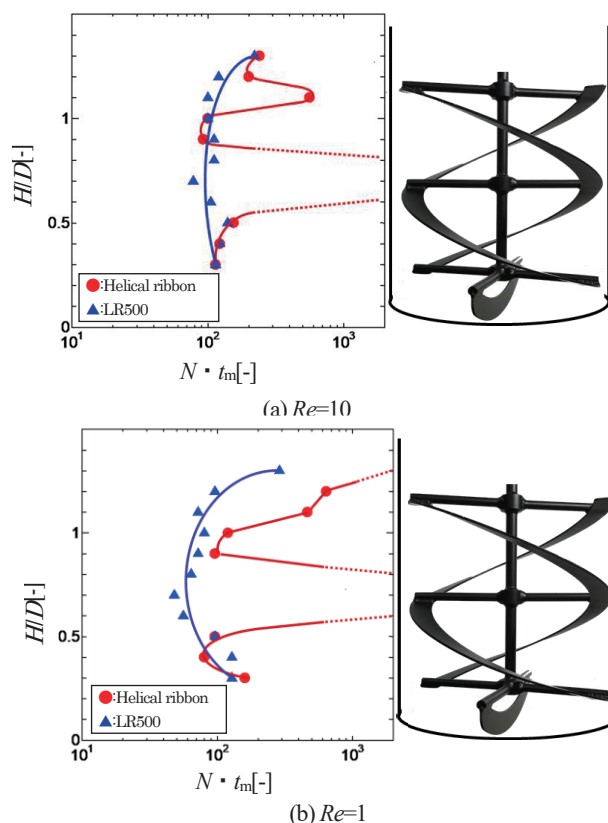 1
0.5
0
H/D[-]
●:Helical ribbon
▲:LR500
10¹ 10² 10³
N・tₘ[-]
(a) Re=10
1
0.5
0
H/D[-]
●:Helical ribbon
▲:LR500
10¹ 10² 10³
N・tₘ[-]
(b) Re=1